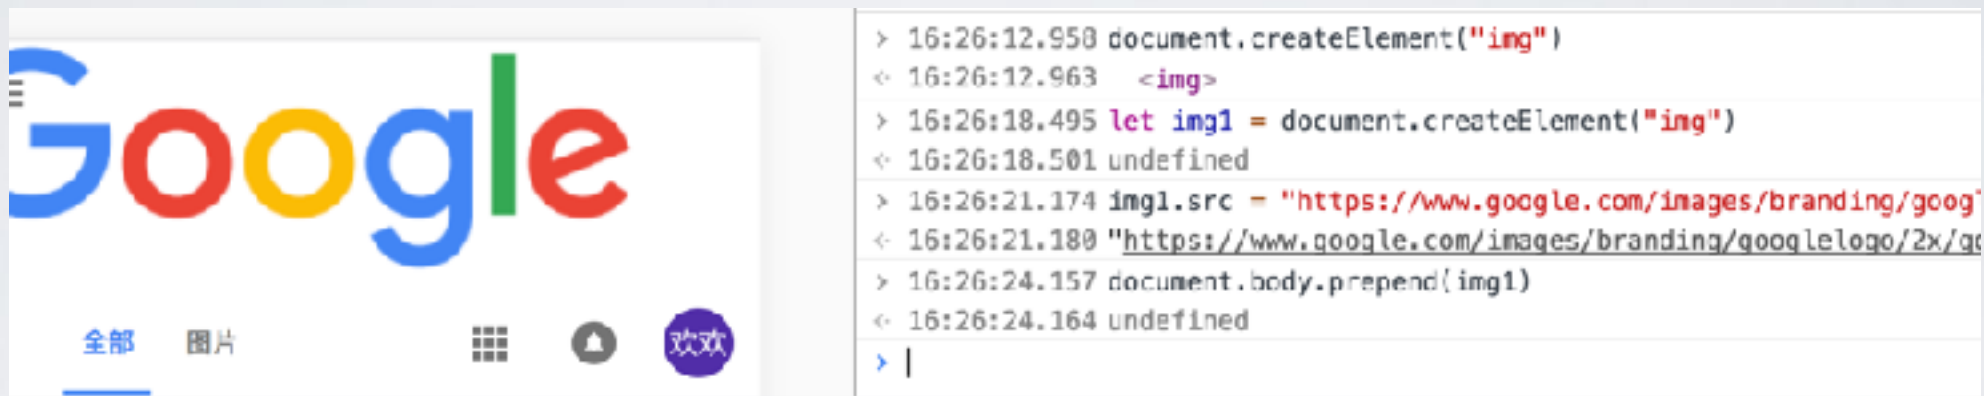 Google
全部 图片 欢欢
> 16:26:12.958 document.createElement("img")
<· 16:26:12.963 <img>
> 16:26:18.495 let img1 = document.createElement("img")
<· 16:26:18.501 undefined
> 16:26:21.174 img1.src = "https://www.google.com/images/branding/goog
<· 16:26:21.180 "https://www.google.com/images/branding/googlelogo/2x/go
> 16:26:24.157 document.body.prepend(img1)
<· 16:26:24.164 undefined
>